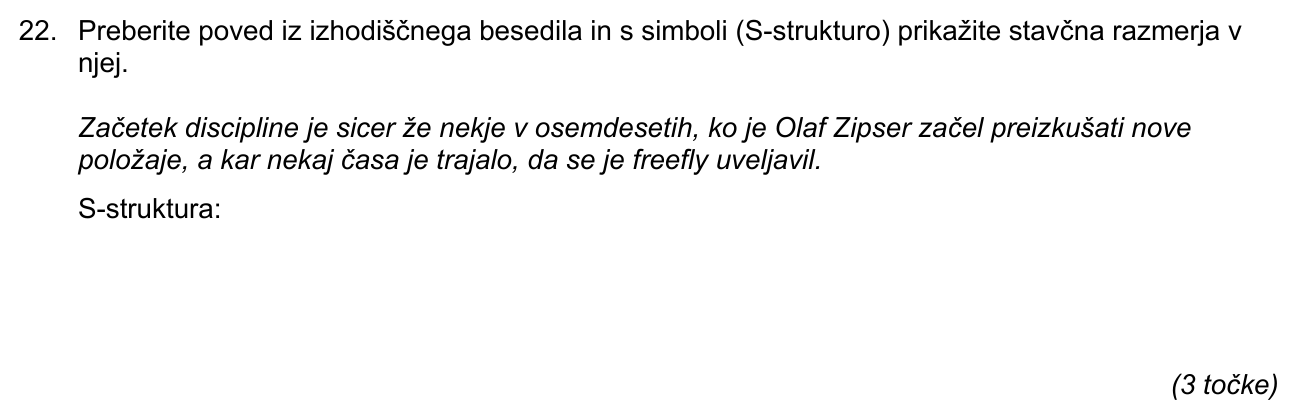 22. Preberite poved iz izhodiščnega besedila in s simboli (S-strukturo) prikažite stavčna razmerja v
njej.
Začetek discipline je sicer že nekje v osemdesetih, ko je Olaf Zipser začel preizkušati nove
položaje, a kar nekaj časa je trajalo, da se je freefly uveljavil.
S-struktura:
(3 točke)